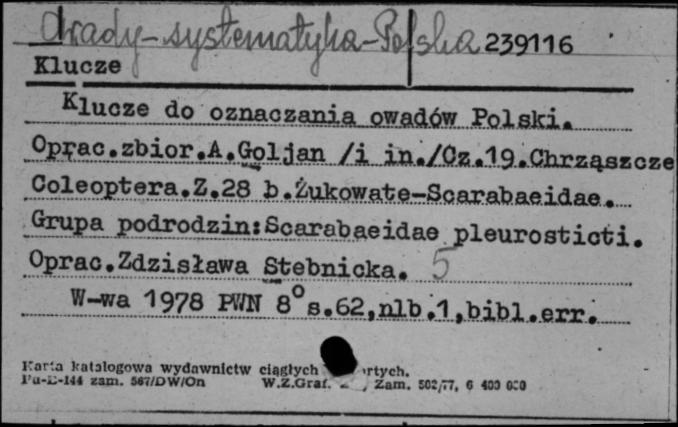 Owady-systematyka-Polska 239116
Klucze
Klucze do oznaczania owadów Polski.
Oprac.zbior.A.Goljan /i in./Cz.19.Chrząszcze
Coleoptera.Z.28 b.Żukowate-Scarabaeidae.
Grupa podrodzin:Scarabaeidae pleurosticti.
Oprac.Zdzisława Stebnicka. 5
W-wa 1978 PWN 8° s.62,nlb.1,bibl.err.
Karta katalogowa wydawnictw ciągłych
Pu-E-144 zam. 567/DW/On W.Z.Graf. Zam. 502/77, 6 400 000